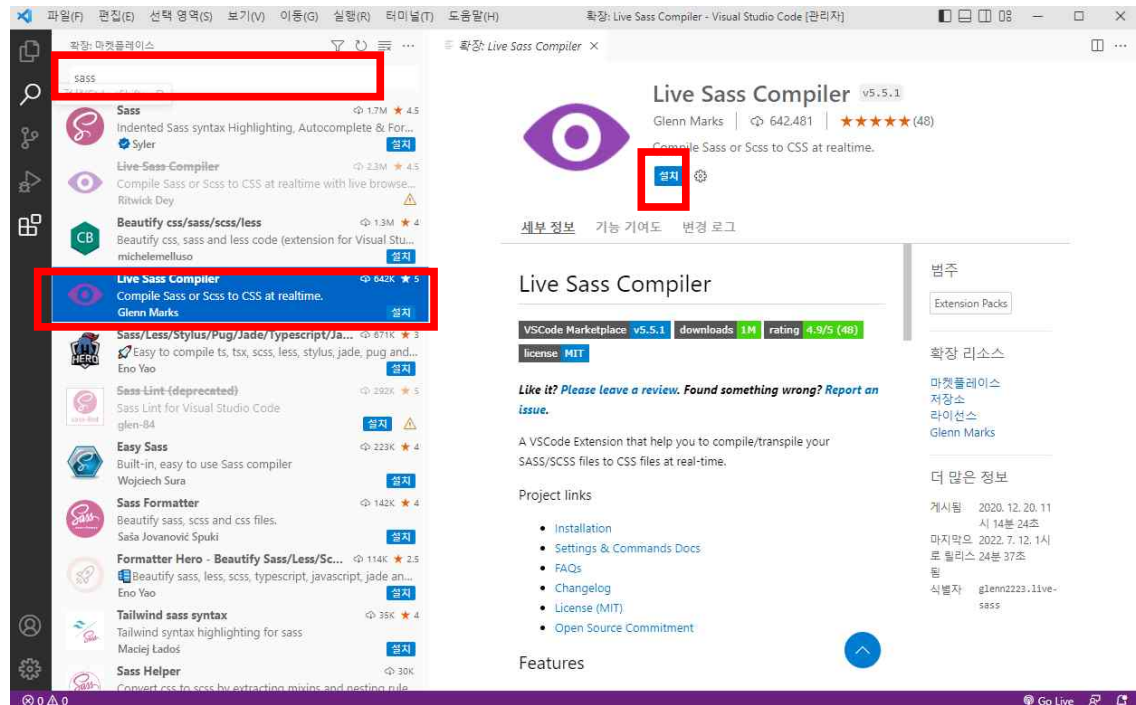 파일(F) 편집(E) 선택 영역(S) 보기(V) 이동(G) 실행(R) 터미널(T) 도움말(H) 확장: Live Sass Compiler - Visual Studio Code [관리자]
확장: 마켓플레이스
sass
Sass 1.7M ★ 4.5
Indented Sass syntax Highlighting, Autocomplete & For...
Syler 설치
Live Sass Compiler 2.3M ★ 4.5
Compile Sass or Scss to CSS at realtime with live browse...
Ritwick Dey
CB
Beautify css/sass/scss/less 1.3M ★ 4
Beautify css, sass and less code (extension for Visual Stu...
michelemelluso 설치
Live Sass Compiler 642K ★ 5
Compile Sass or Scss to CSS at realtime.
Glenn Marks 설치
HERO
Sass/Less/Stylus/Pug/Jade/Typescript/Ja... 671K ★ 3
Easy to compile ts, tsx, scss, less, stylus, jade, pug and...
Eno Yao 설치
Sass Lint (deprecated) 292K ★ 5
Sass Lint for Visual Studio Code
glen-84 설치
Easy Sass 223K ★ 4
Built-in, easy to use Sass compiler
Wojciech Sura 설치
Sass Formatter 142K ★ 4
Beautify sass, scss and css files.
Saša Jovanović Spuki 설치
Formatter Hero - Beautify Sass/Less/Sc... 114K ★ 2.5
Beautify sass, less, scss, typescript, javascript, jade an...
Eno Yao 설치
Tailwind sass syntax 35K ★ 4
Tailwind syntax highlighting for sass
Maciej Ładoś 설치
Sass Helper 30K
Convert css to scss by extracting mixins and nesting rule
확장: Live Sass Compiler
Live Sass Compiler v5.5.1
Glenn Marks 642.481 ★★★★★(48)
Compile Sass or Scss to CSS at realtime.
설치
세부 정보 기능 기여도 변경 로그
Live Sass Compiler
VSCode Marketplace v5.5.1 downloads 1M rating 4.9/5 (48)
license MIT
Like it? Please leave a review. Found something wrong? Report an
issue.
A VSCode Extension that help you to compile/transpile your
SASS/SCSS files to CSS files at real-time.
Project links
Installation
Settings & Commands Docs
FAQs
Changelog
License (MIT)
Open Source Commitment
Features
범주
Extension Packs
확장 리소스
마켓플레이스
저장소
라이선스
Glenn Marks
더 많은 정보
게시됨 2020. 12. 20. 11
시 14분 24초
마지막으 2022. 7. 12. 1시
로 릴리스 24분 37초
됨
식별자 glenn2223.live-
sass
0 0 Go Live